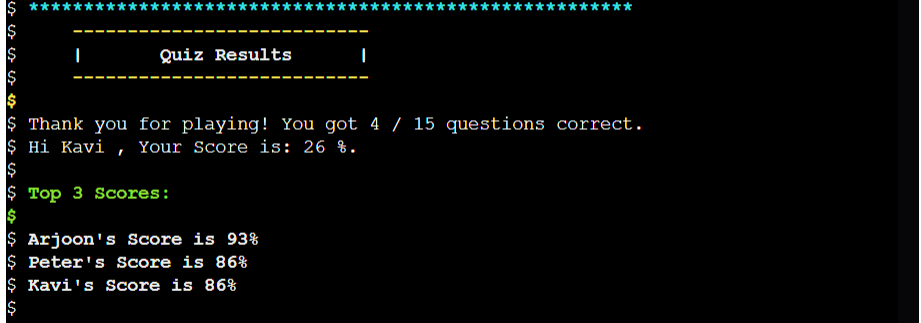 $ *******************************************************
$     ---------------------------
$     |       Quiz Results      |
$     ---------------------------
$
$ Thank you for playing! You got 4 / 15 questions correct.
$ Hi Kavi , Your Score is: 26 %.
$
$ Top 3 Scores:
$
$ Arjoon's Score is 93%
$ Peter's Score is 86%
$ Kavi's Score is 86%
$